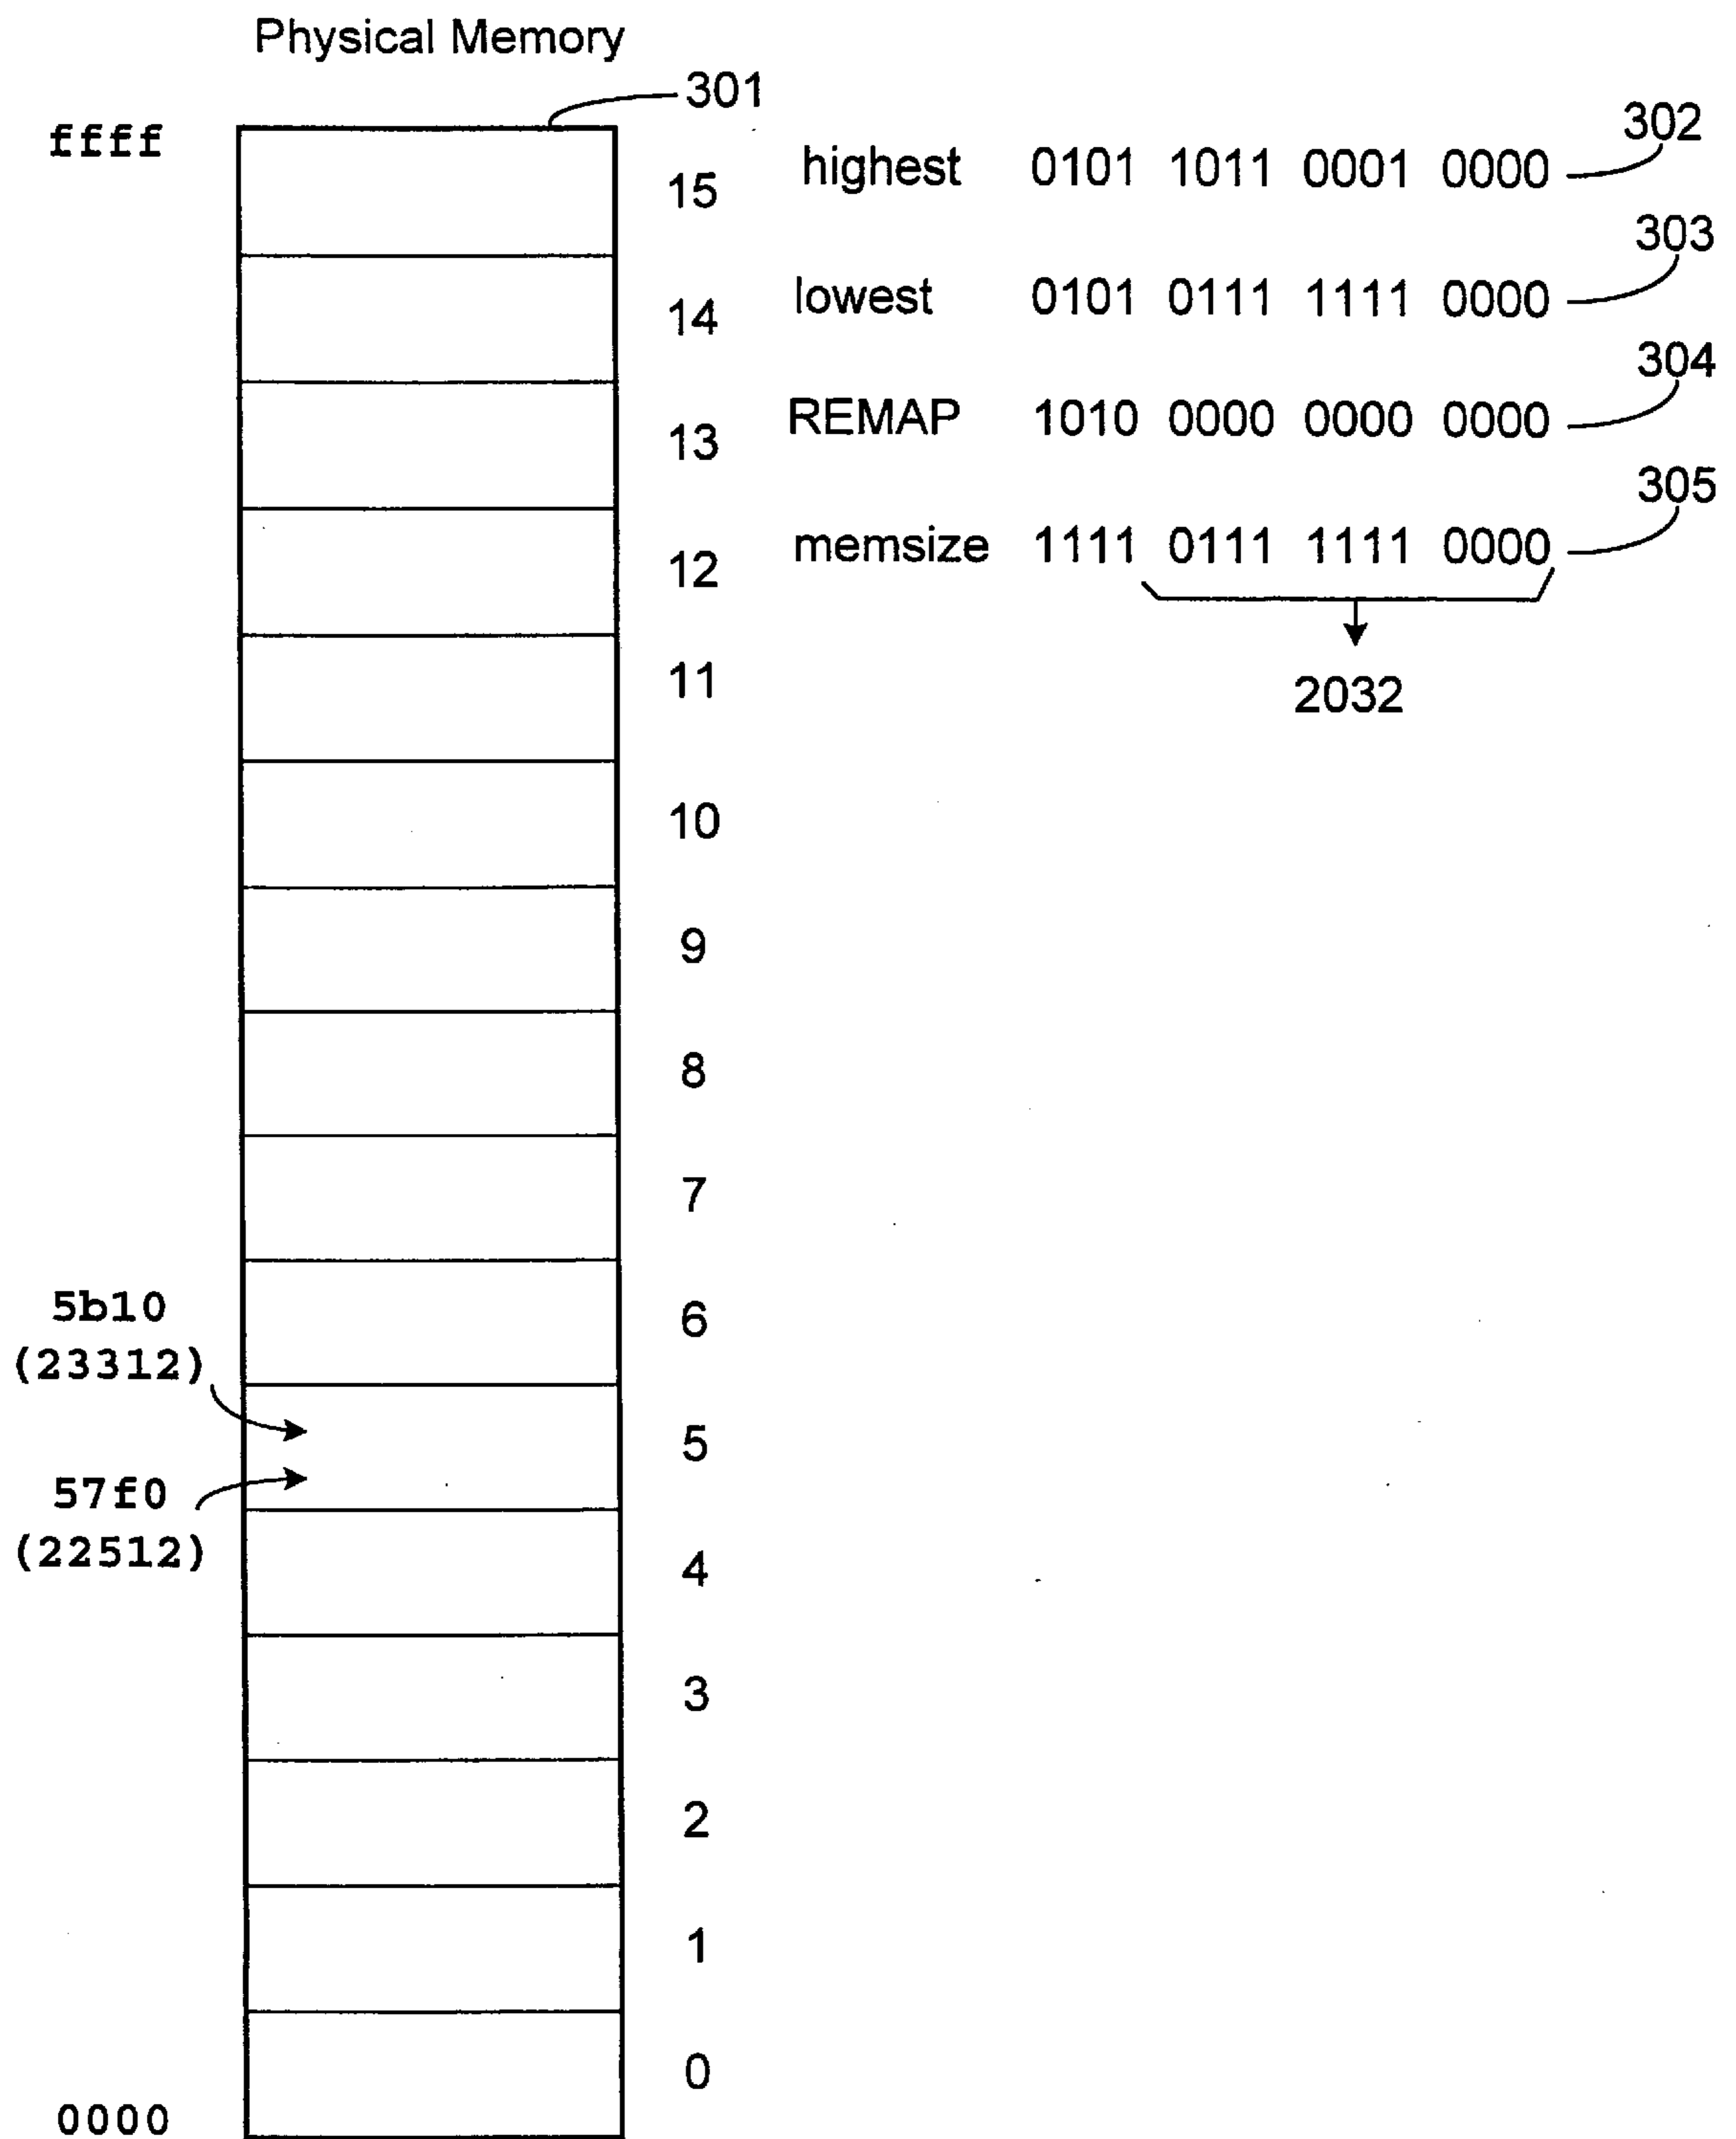 Physical Memory
301
ffff
15
14
13
12
11
10
9
8
7
6
5
4
3
2
1
0
0000
5b10
(23312)
57f0
(22512)
highest 0101 1011 0001 0000 302
lowest 0101 0111 1111 0000 303
REMAP 1010 0000 0000 0000 304
memsize 1111 0111 1111 0000 305
2032